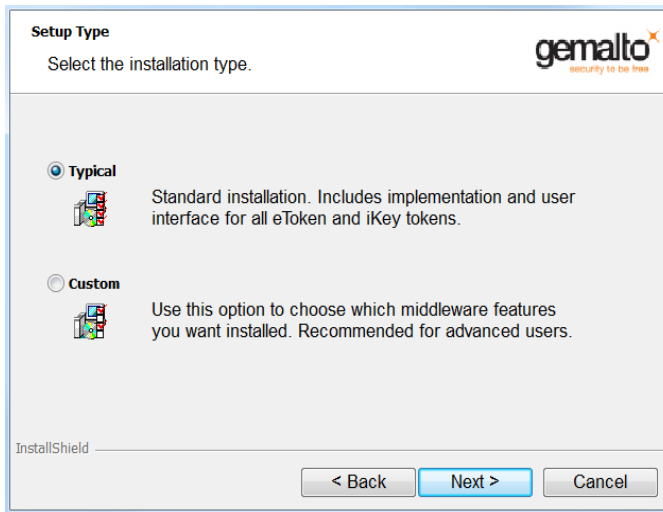 Setup Type
Select the installation type.
gemalto
security to be free
Typical
Standard installation. Includes implementation and user
interface for all eToken and iKey tokens.
Custom
Use this option to choose which middleware features
you want installed. Recommended for advanced users.
InstallShield
< Back
Next >
Cancel